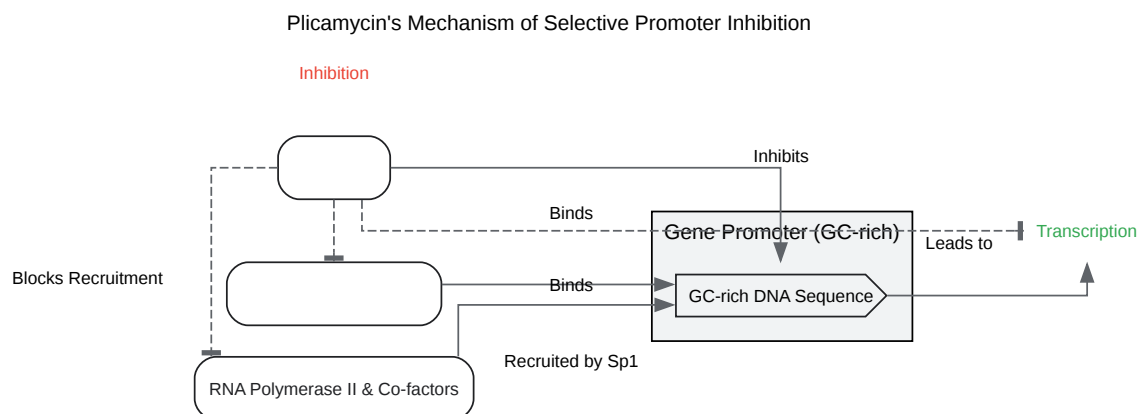 Plicamycin's Mechanism of Selective Promoter Inhibition
Inhibition
Inhibits
Binds
Gene Promoter (GC-rich)
Transcription
Leads to
Blocks Recruitment
Binds
GC-rich DNA Sequence
Recruited by Sp1
RNA Polymerase II & Co-factors